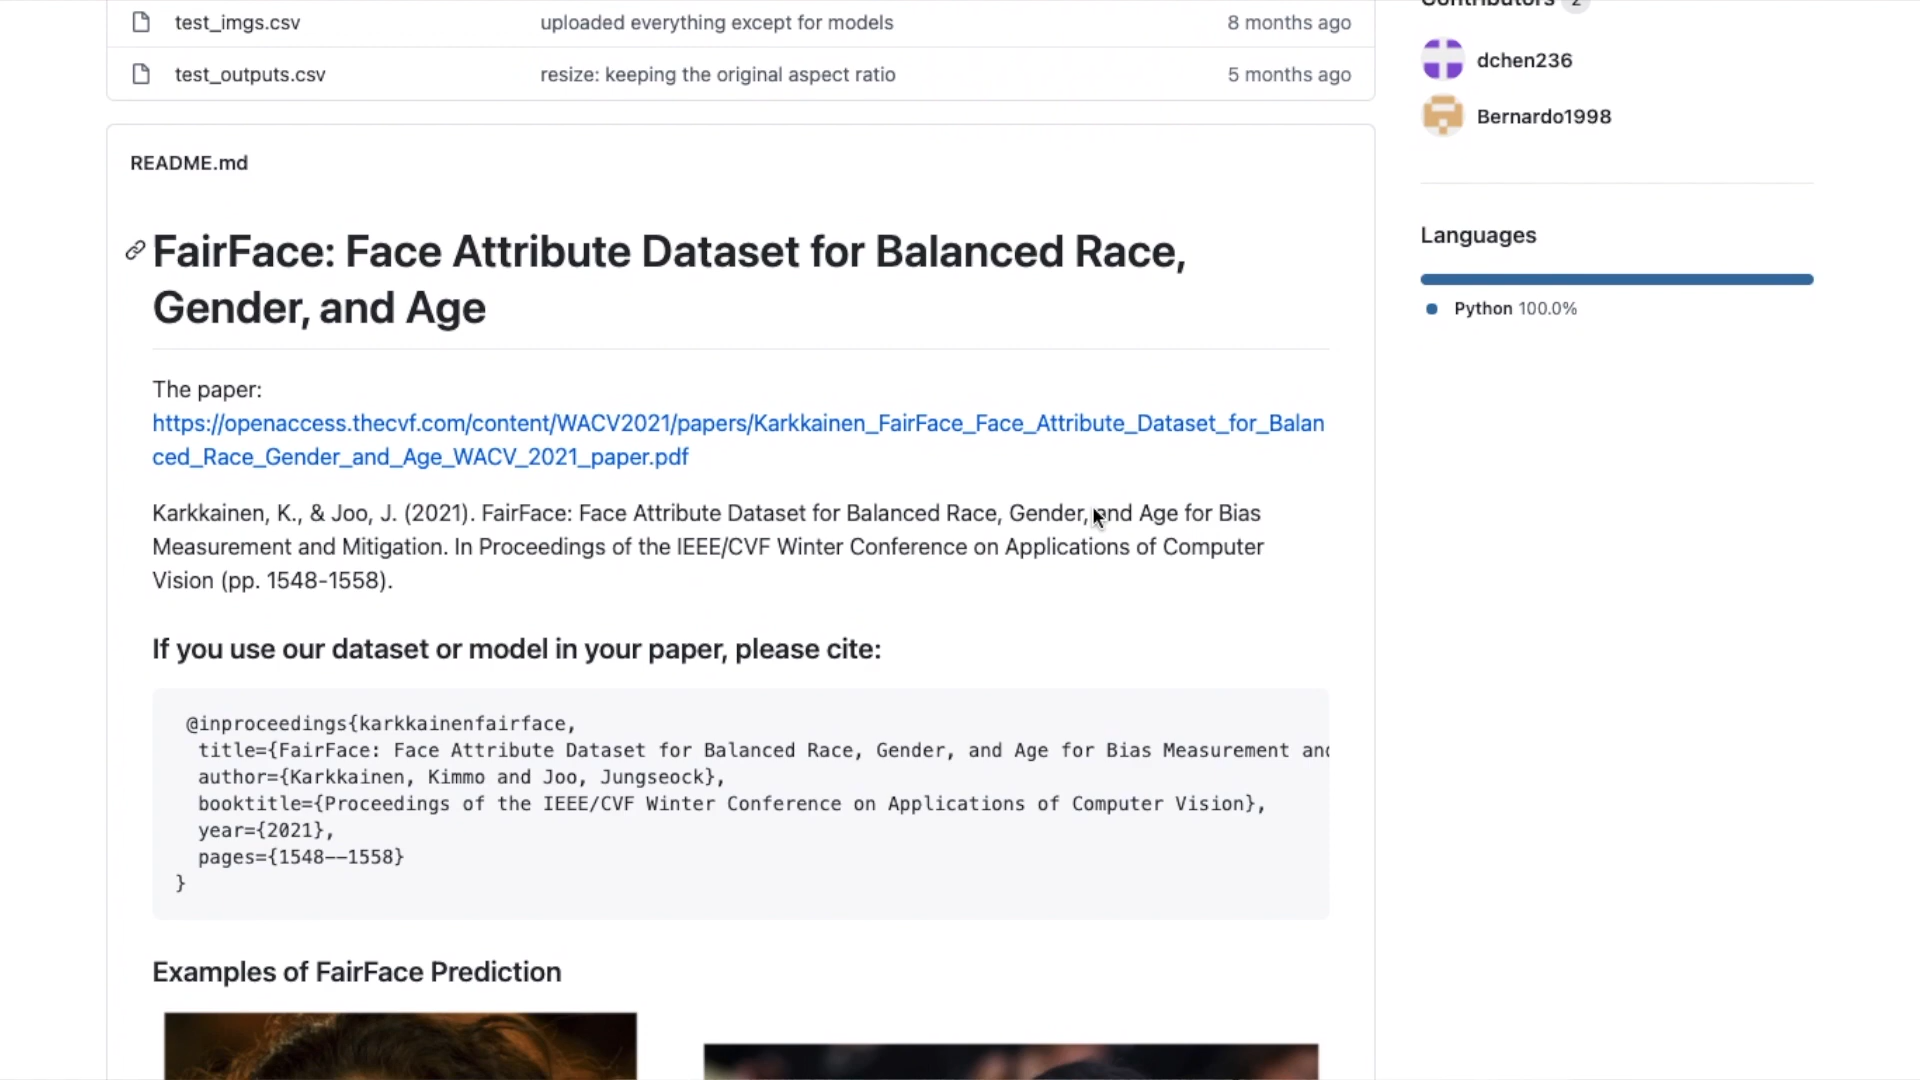 test_imgs.csv uploaded everything except for models 8 months ago
test_outputs.csv resize: keeping the original aspect ratio 5 months ago
README.md
FairFace: Face Attribute Dataset for Balanced Race,
Gender, and Age
The paper:
https://openaccess.thecvf.com/content/WACV2021/papers/Karkkainen_FairFace_Face_Attribute_Dataset_for_Balan
ced_Race_Gender_and_Age_WACV_2021_paper.pdf
Karkkainen, K., & Joo, J. (2021). FairFace: Face Attribute Dataset for Balanced Race, Gender, and Age for Bias
Measurement and Mitigation. In Proceedings of the IEEE/CVF Winter Conference on Applications of Computer
Vision (pp. 1548-1558).
If you use our dataset or model in your paper, please cite:
@inproceedings{karkkainenfairface,
title={FairFace: Face Attribute Dataset for Balanced Race, Gender, and Age for Bias Measurement and
author={Karkkainen, Kimmo and Joo, Jungseock},
booktitle={Proceedings of the IEEE/CVF Winter Conference on Applications of Computer Vision},
year={2021},
pages={1548--1558}
}
Examples of FairFace Prediction
Contributors 2
dchen236
Bernardo1998
Languages
Python 100.0%